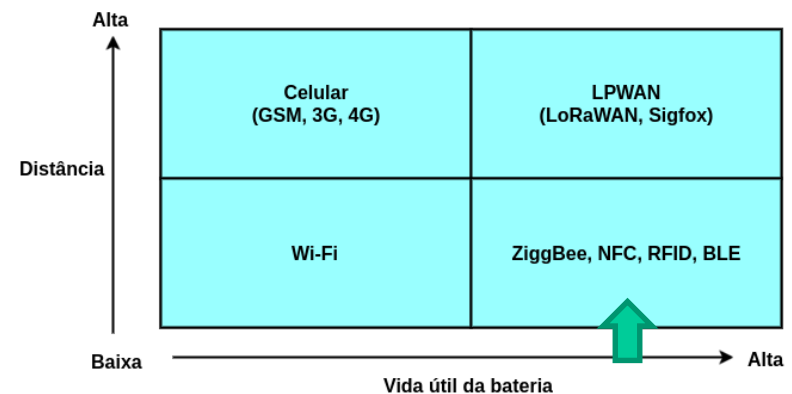 Alta
Celular
(GSM, 3G, 4G)
LPWAN
(LoRaWAN, Sigfox)
Distância
Wi-Fi
ZiggBee, NFC, RFID, BLE
Baixa
Alta
Vida útil da bateria